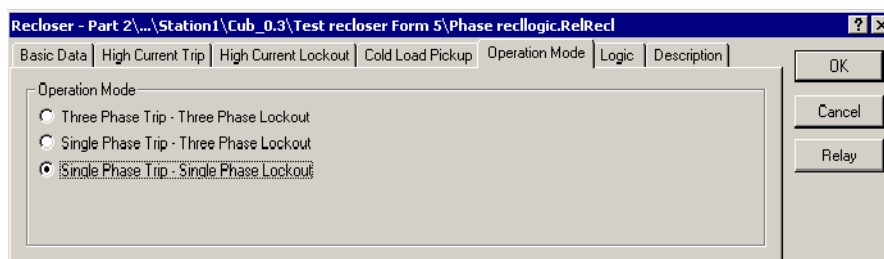 Recloser - Part 2\...\Station1\Cub_0.3\Test recloser Form 5\Phase recllogic.RelRecl ? x
Basic Data High Current Trip High Current Lockout Cold Load Pickup Operation Mode Logic Description
OK
Operation Mode
Three Phase Trip - Three Phase Lockout
Cancel
Single Phase Trip - Three Phase Lockout
Relay
Single Phase Trip - Single Phase Lockout